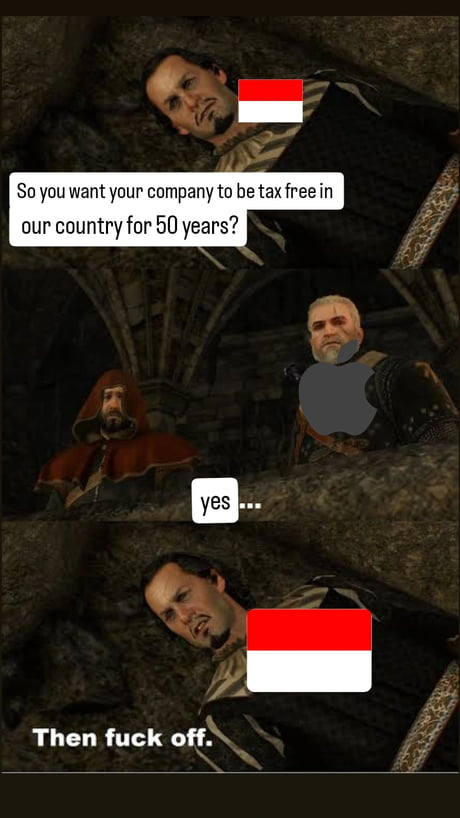 So you want your company to be tax free in
our country for 50 years?
yes...
Then fuck off.